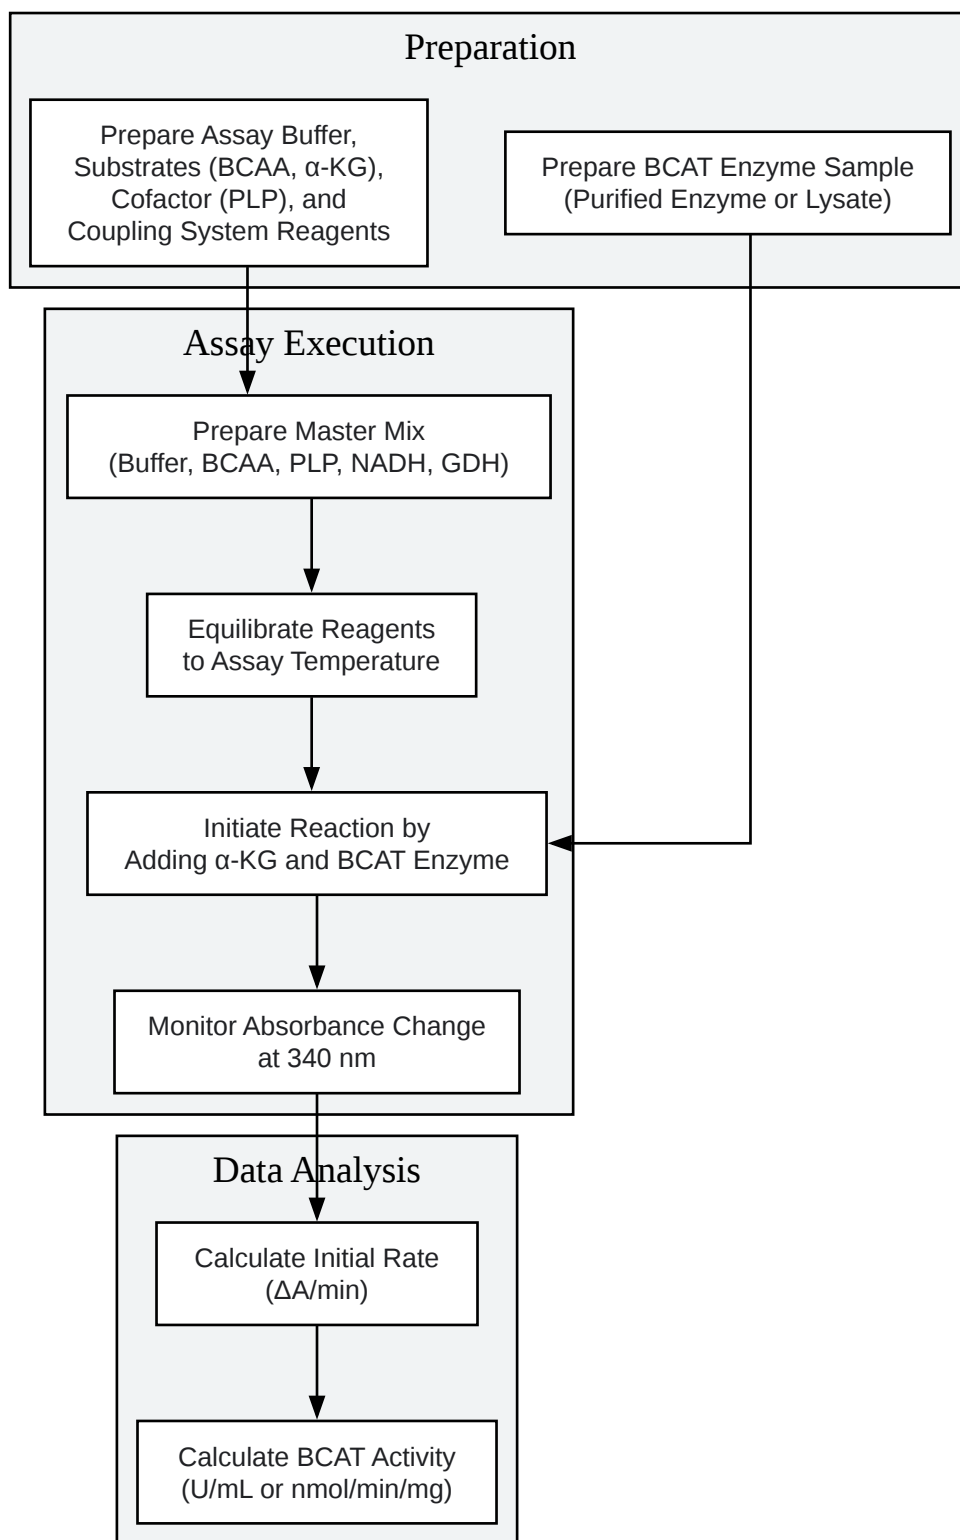 Preparation
Prepare Assay Buffer,
Substrates (BCAA, α-KG),
Cofactor (PLP), and
Coupling System Reagents
Prepare BCAT Enzyme Sample
(Purified Enzyme or Lysate)
Assay Execution
Prepare Master Mix
(Buffer, BCAA, PLP, NADH, GDH)
Equilibrate Reagents
to Assay Temperature
Initiate Reaction by
Adding α-KG and BCAT Enzyme
Monitor Absorbance Change
at 340 nm
Data Analysis
Calculate Initial Rate
(ΔA/min)
Calculate BCAT Activity
(U/mL or nmol/min/mg)